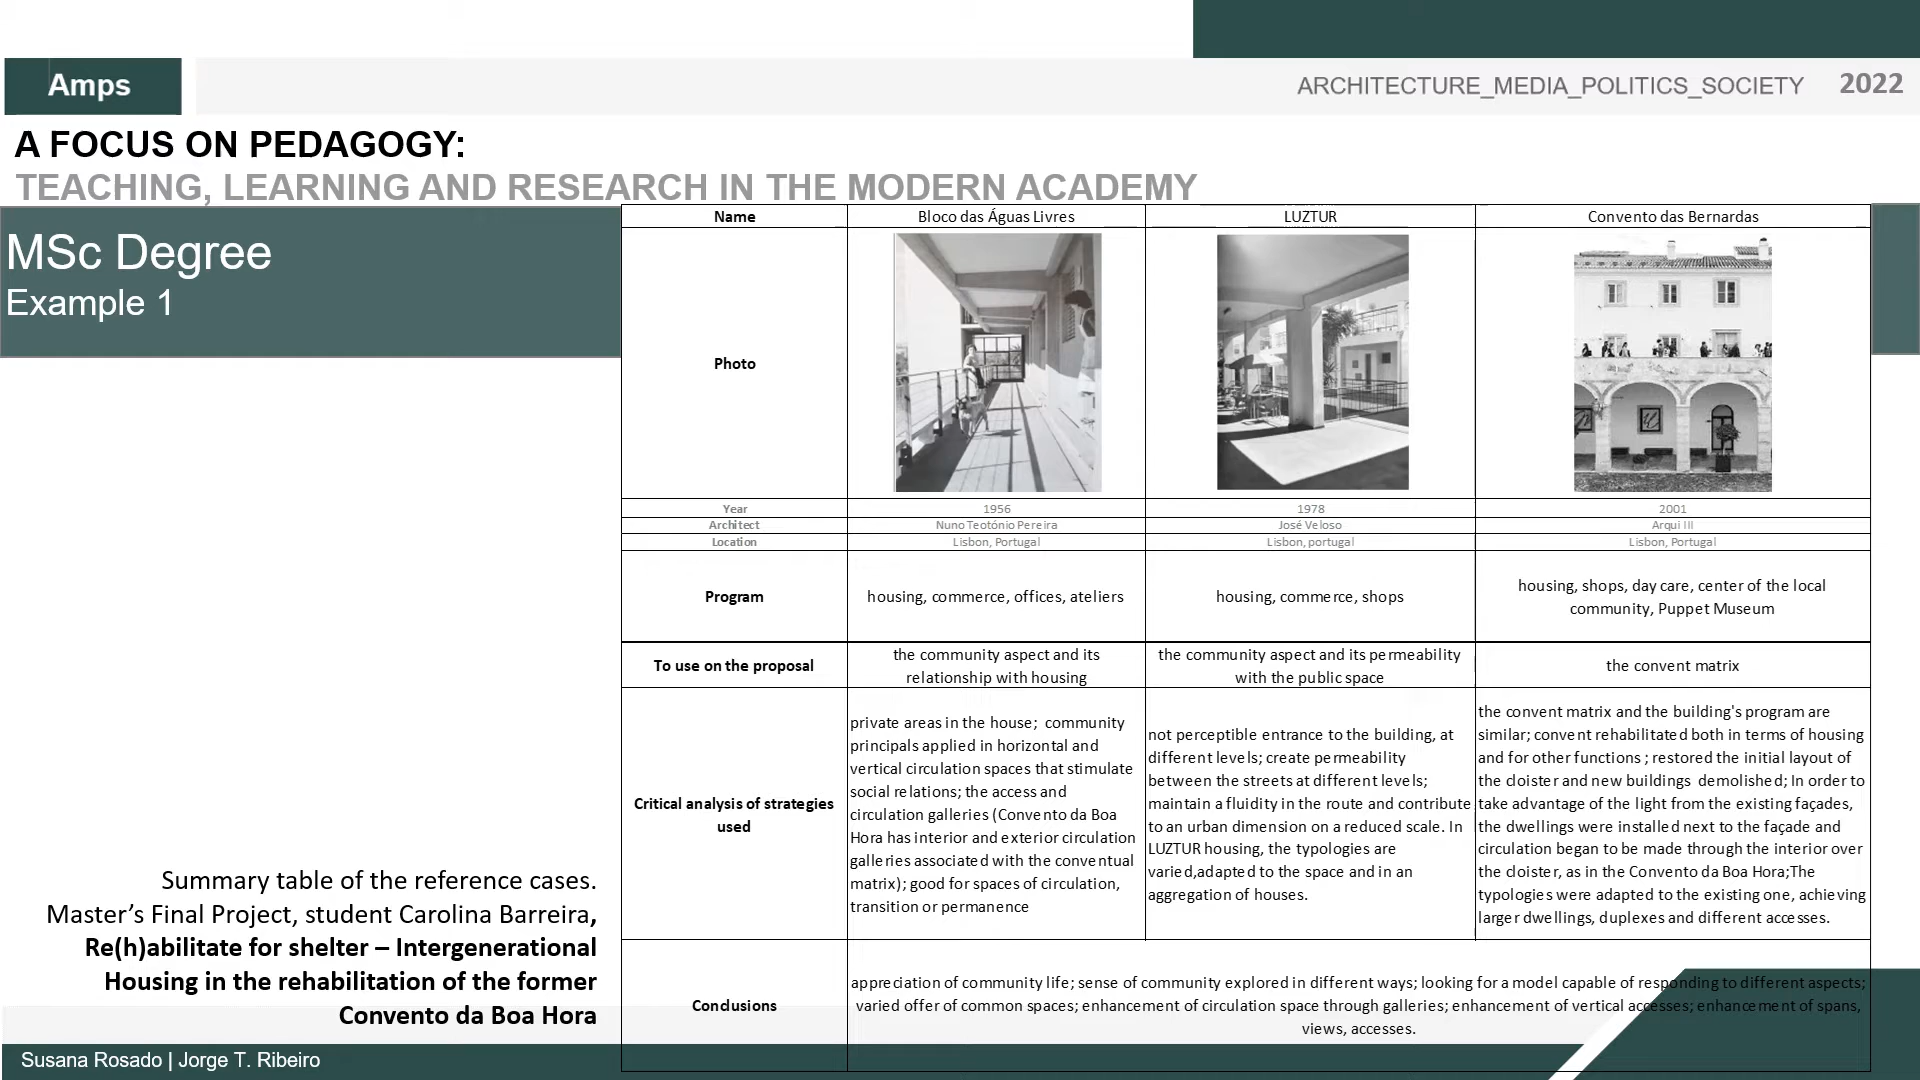 Amps
ARCHITECTURE_MEDIA_POLITICS_SOCIETY 2022
A FOCUS ON PEDAGOGY:
TEACHING, LEARNING AND RESEARCH IN THE MODERN ACADEMY
MSc Degree
Example 1
Name
Bloco das Águas Livres
LUZTUR
Convento das Bernardas
Photo
Year
1956
1978
2001
Architect
Nuno Teotónio Pereira
José Veloso
Arqui III
Location
Lisbon, Portugal
Lisbon, portugal
Lisbon, Portugal
Program
housing, commerce, offices, ateliers
housing, commerce, shops
housing, shops, day care, center of the local
community, Puppet Museum
To use on the proposal
the community aspect and its
relationship with housing
the community aspect and its permeability
with the public space
the convent matrix
Critical analysis of strategies
used
private areas in the house; community
principals applied in horizontal and
vertical circulation spaces that stimulate
social relations; the access and
circulation galleries (Convento da Boa
Hora has interior and exterior circulation
galleries associated with the conventual
matrix); good for spaces of circulation,
transition or permanence
not perceptible entrance to the building, at
different levels; create permeability
between the streets at different levels;
maintain a fluidity in the route and contribute
to an urban dimension on a reduced scale. In
LUZTUR housing, the typologies are
varied,adapted to the space and in an
aggregation of houses.
the convent matrix and the building's program are
similar; convent rehabilitated both in terms of housing
and for other functions ; restored the initial layout of
the cloister and new buildings demolished; In order to
take advantage of the light from the existing façades,
the dwellings were installed next to the façade and
circulation began to be made through the interior over
the cloister, as in the Convento da Boa Hora;The
typologies were adapted to the existing one, achieving
larger dwellings, duplexes and different accesses.
Conclusions
appreciation of community life; sense of community explored in different ways; looking for a model capable of responding to different aspects;
varied offer of common spaces; enhancement of circulation space through galleries; enhancement of vertical accesses; enhancement of spans,
views, accesses.
Summary table of the reference cases.
Master's Final Project, student Carolina Barreira,
Re(h)abilitate for shelter – Intergenerational
Housing in the rehabilitation of the former
Convento da Boa Hora
Susana Rosado | Jorge T. Ribeiro